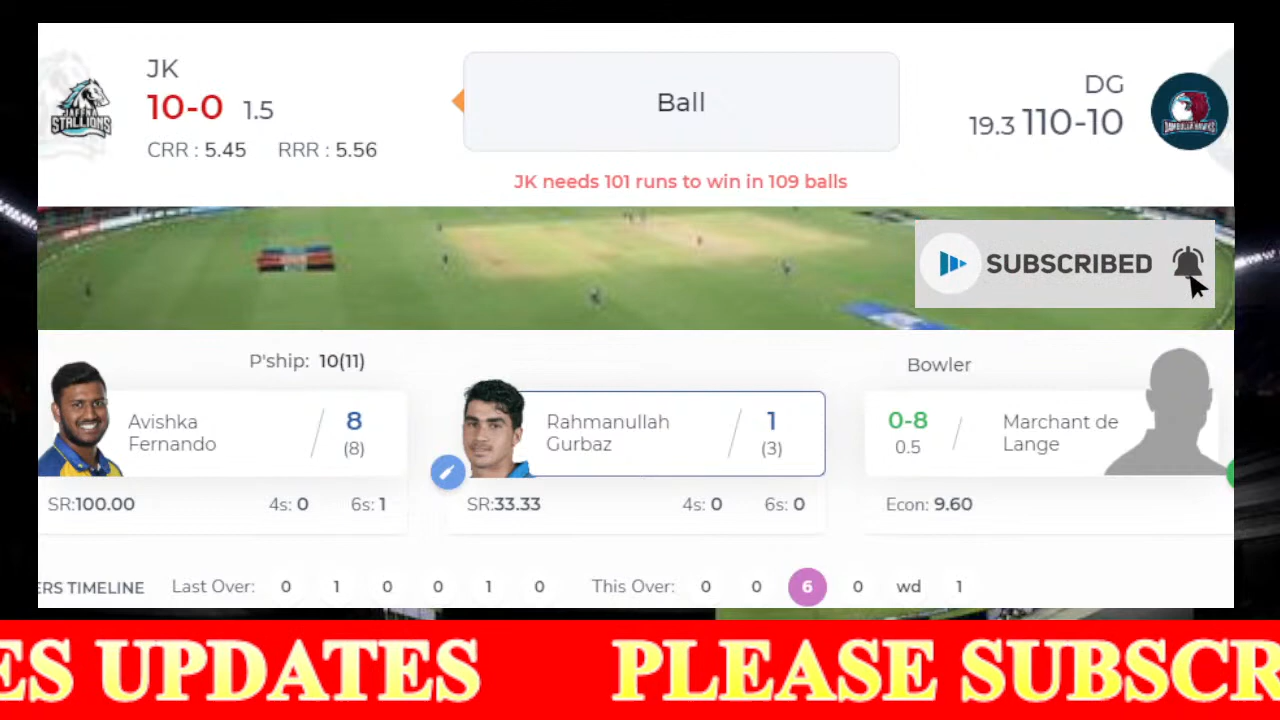 JK
10-0 1.5
CRR : 5.45 RRR : 5.56
JAFFNA
STALLIONS
Ball
JK needs 101 runs to win in 109 balls
DG
19.3 110-10
DAMBULLA HAWKS
SUBSCRIBED
P'ship: 10(11)
Avishka
Fernando
8
(8)
SR:100.00 4s: 0 6s: 1
Rahmanullah
Gurbaz
1
(3)
SR:33.33 4s: 0 6s: 0
Bowler
0-8
0.5
Marchant de
Lange
Econ: 9.60
ERS TIMELINE Last Over: 0 1 0 0 1 0 This Over: 0 0 6 0 wd 1
ES UPDATES PLEASE SUBSCR